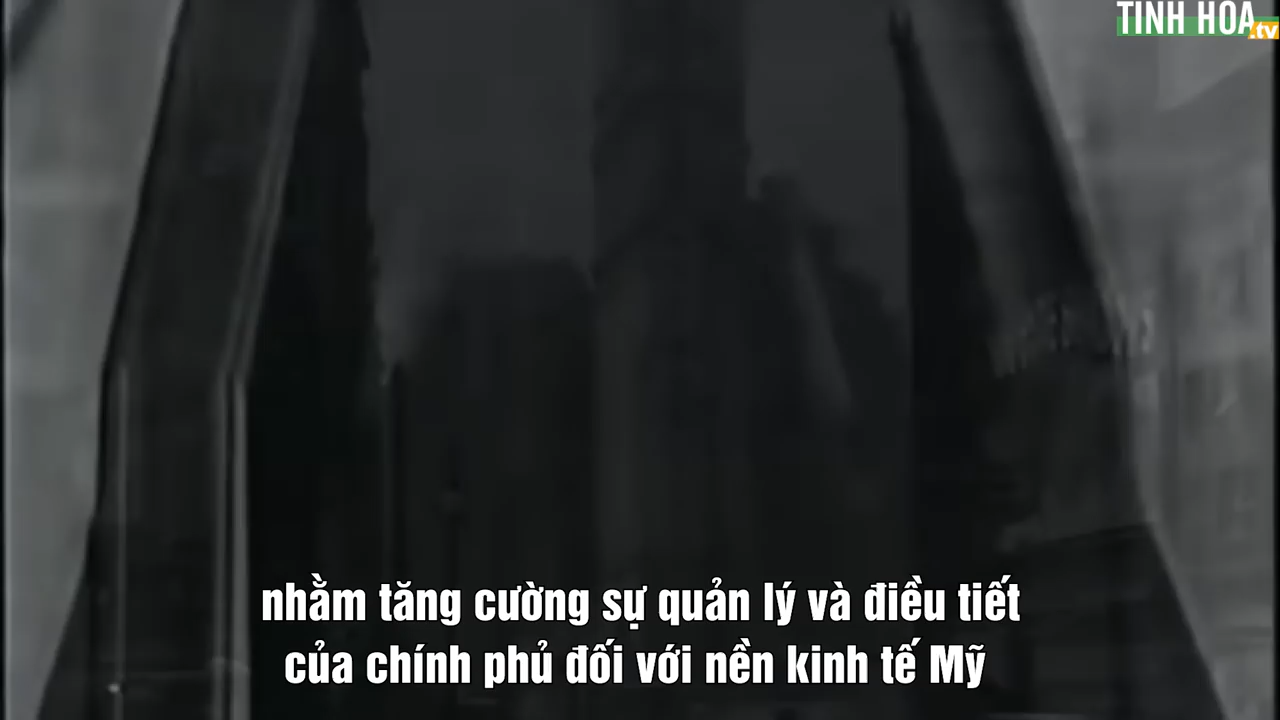 TINH HOA
.tv
nhằm tăng cường sự quản lý và điều tiết
của chính phủ đối với nền kinh tế Mỹ